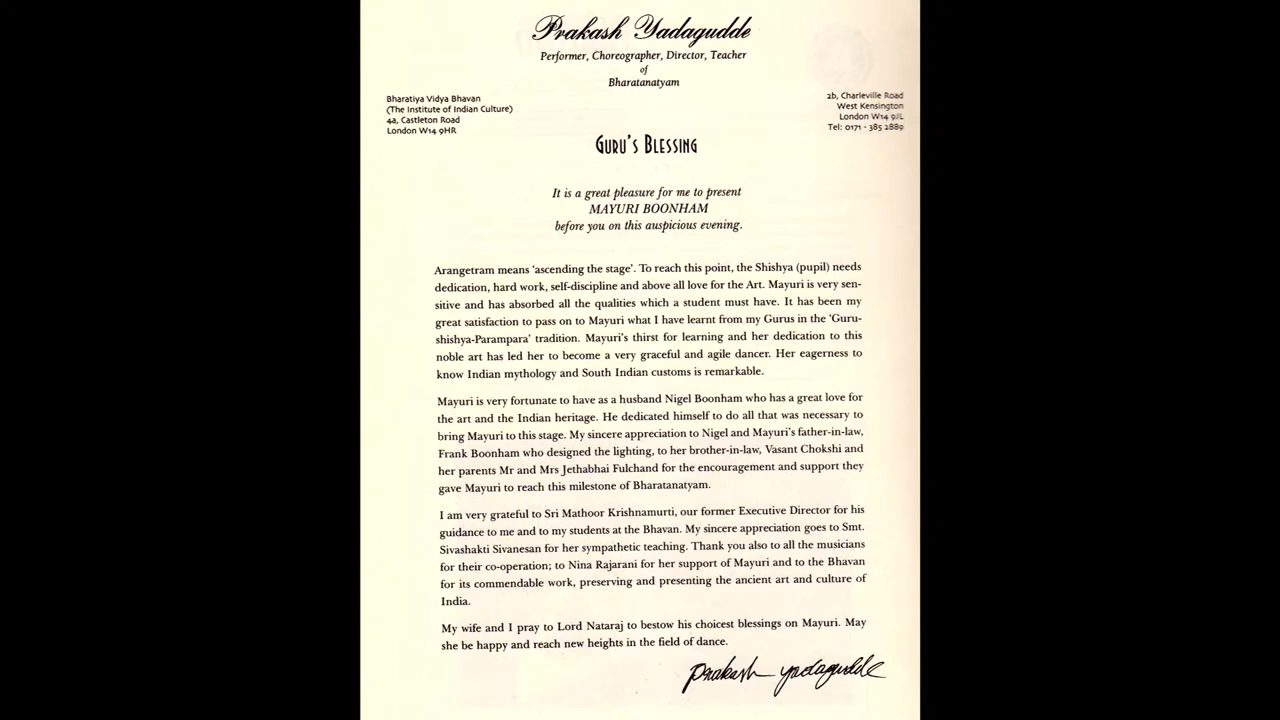 Prakash Yadagudde
Performer, Choreographer, Director, Teacher
of
Bharatanatyam
Bharatiya Vidya Bhavan
(The Institute of Indian Culture)
4a, Castleton Road
London W14 9HR
2b, Charleville Road
West Kensington
London W14 9JL
Tel: 0171 - 385 2889
GURU'S BLESSING
It is a great pleasure for me to present
MAYURI BOONHAM
before you on this auspicious evening.
Arangetram means 'ascending the stage'. To reach this point, the Shishya (pupil) needs
dedication, hard work, self-discipline and above all love for the Art. Mayuri is very sen-
sitive and has absorbed all the qualities which a student must have. It has been my
great satisfaction to pass on to Mayuri what I have learnt from my Gurus in the 'Guru-
shishya-Parampara' tradition. Mayuri's thirst for learning and her dedication to this
noble art has led her to become a very graceful and agile dancer. Her eagerness to
know Indian mythology and South Indian customs is remarkable.
Mayuri is very fortunate to have as a husband Nigel Boonham who has a great love for
the art and the Indian heritage. He dedicated himself to do all that was necessary to
bring Mayuri to this stage. My sincere appreciation to Nigel and Mayuri's father-in-law,
Frank Boonham who designed the lighting, to her brother-in-law, Vasant Chokshi and
her parents Mr and Mrs Jethabhai Fulchand for the encouragement and support they
gave Mayuri to reach this milestone of Bharatanatyam.
I am very grateful to Sri Mathoor Krishnamurti, our former Executive Director for his
guidance to me and to my students at the Bhavan. My sincere appreciation goes to Smt.
Sivashakti Sivanesan for her sympathetic teaching. Thank you also to all the musicians
for their co-operation; to Nina Rajarani for her support of Mayuri and to the Bhavan
for its commendable work, preserving and presenting the ancient art and culture of
India.
My wife and I pray to Lord Nataraj to bestow his choicest blessings on Mayuri. May
she be happy and reach new heights in the field of dance.
Prakash Yadagudde